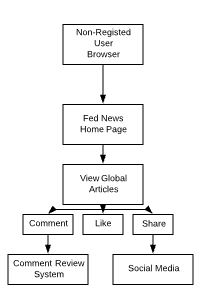 Non-Registed
User
Browser
Fed News
Home Page
View Global
Articles
Comment
Like
Share
Comment Review
System
Social Media